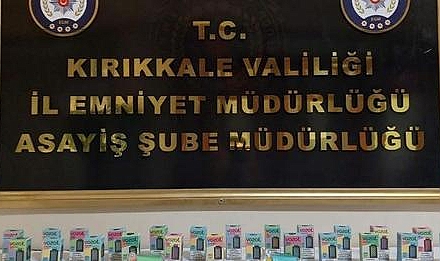 T.C.
KIRIKKALE VALİLİĞİ
İL EMNİYET MÜDÜRLÜĞÜ
ASAYİŞ ŞUBE MÜDÜRLÜĞÜ